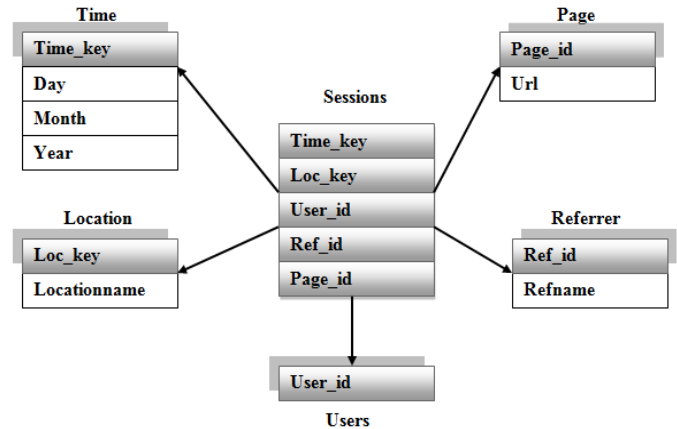 Time
Time_key
Day
Month
Year
Page
Page_id
Url
Sessions
Time_key
Loc_key
User_id
Ref_id
Page_id
Location
Loc_key
Locationname
Referrer
Ref_id
Refname
User_id
Users